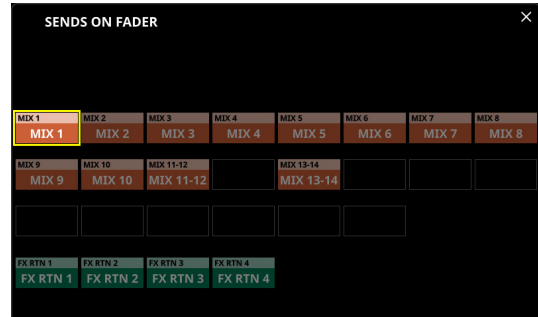 SENDS ON FADER
MIX 1 MIX 2 MIX 3 MIX 4 MIX 5 MIX 6 MIX 7 MIX 8
MIX 1 MIX 2 MIX 3 MIX 4 MIX 5 MIX 6 MIX 7 MIX 8
MIX 9 MIX 10 MIX 11-12 MIX 13-14
MIX 9 MIX 10 MIX 11-12 MIX 13-14
FX RTN 1 FX RTN 2 FX RTN 3 FX RTN 4
FX RTN 1 FX RTN 2 FX RTN 3 FX RTN 4